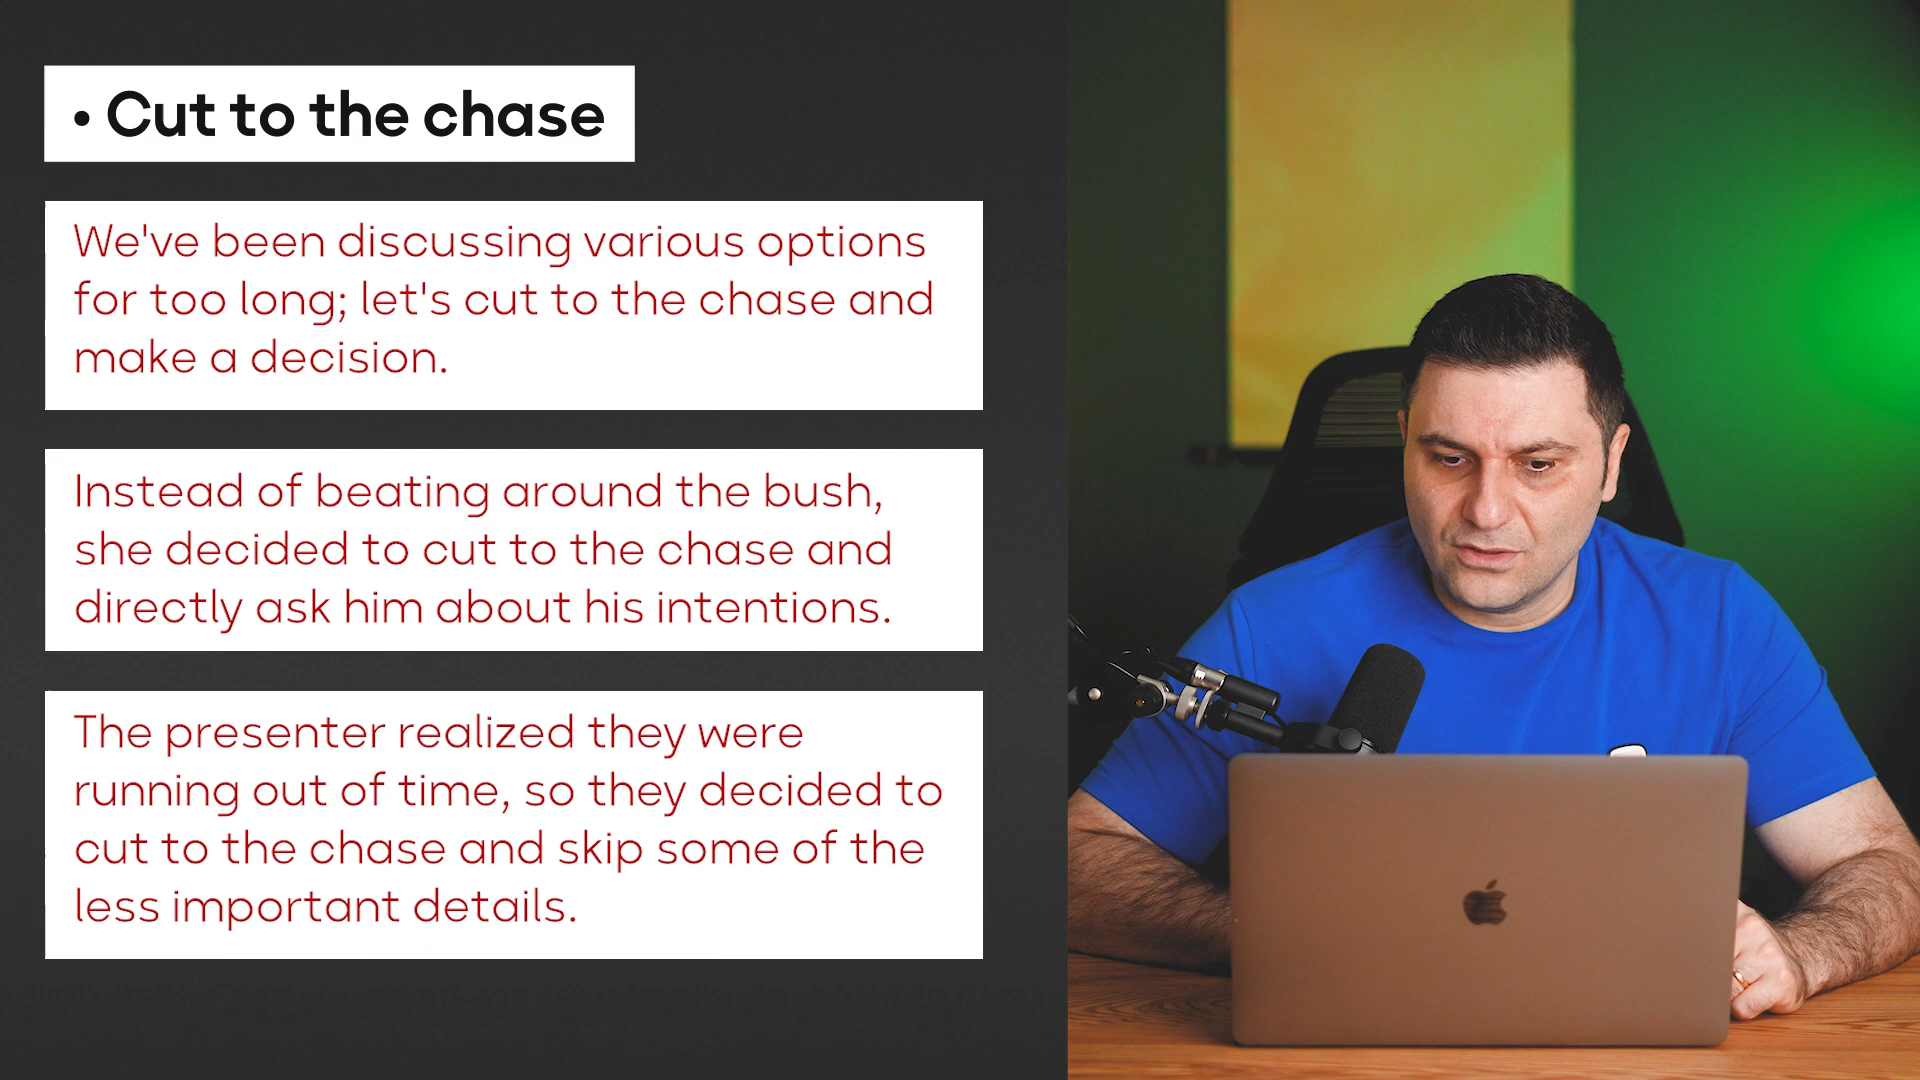 • Cut to the chase
We've been discussing various options
for too long; let's cut to the chase and
make a decision.
Instead of beating around the bush,
she decided to cut to the chase and
directly ask him about his intentions.
The presenter realized they were
running out of time, so they decided to
cut to the chase and skip some of the
less important details.